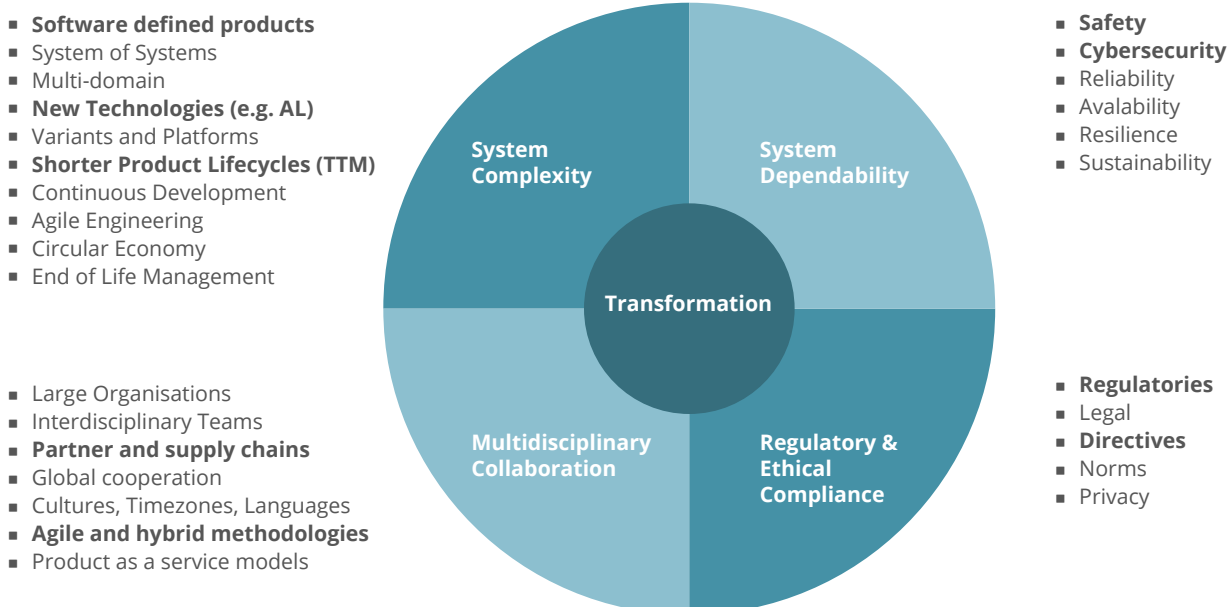 Software defined products
System of Systems
Multi-domain
New Technologies (e.g. AL)
Variants and Platforms
Shorter Product Lifecycles (TTM)
Continuous Development
Agile Engineering
Circular Economy
End of Life Management
System
Complexity
System
Dependability
Safety
Cybersecurity
Reliability
Avalability
Resilience
Sustainability
Transformation
Large Organisations
Interdisciplinary Teams
Partner and supply chains
Global cooperation
Cultures, Timezones, Languages
Agile and hybrid methodologies
Product as a service models
Multidisciplinary
Collaboration
Regulatory &
Ethical
Compliance
Regulatories
Legal
Directives
Norms
Privacy